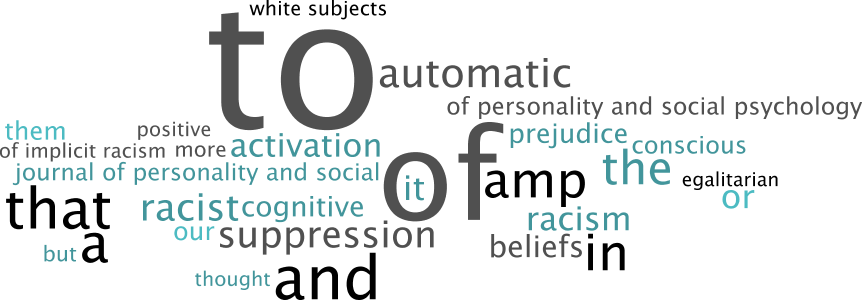 white subjects
to
automatic
of personality and social psychology
them
positive
prejudice
of implicit racism
more
activation
conscious
journal of personality and social
it
of
amp
the
egalitarian
that
racist
cognitive
or
racism
our
suppression
but
a
beliefs
in
thought
and